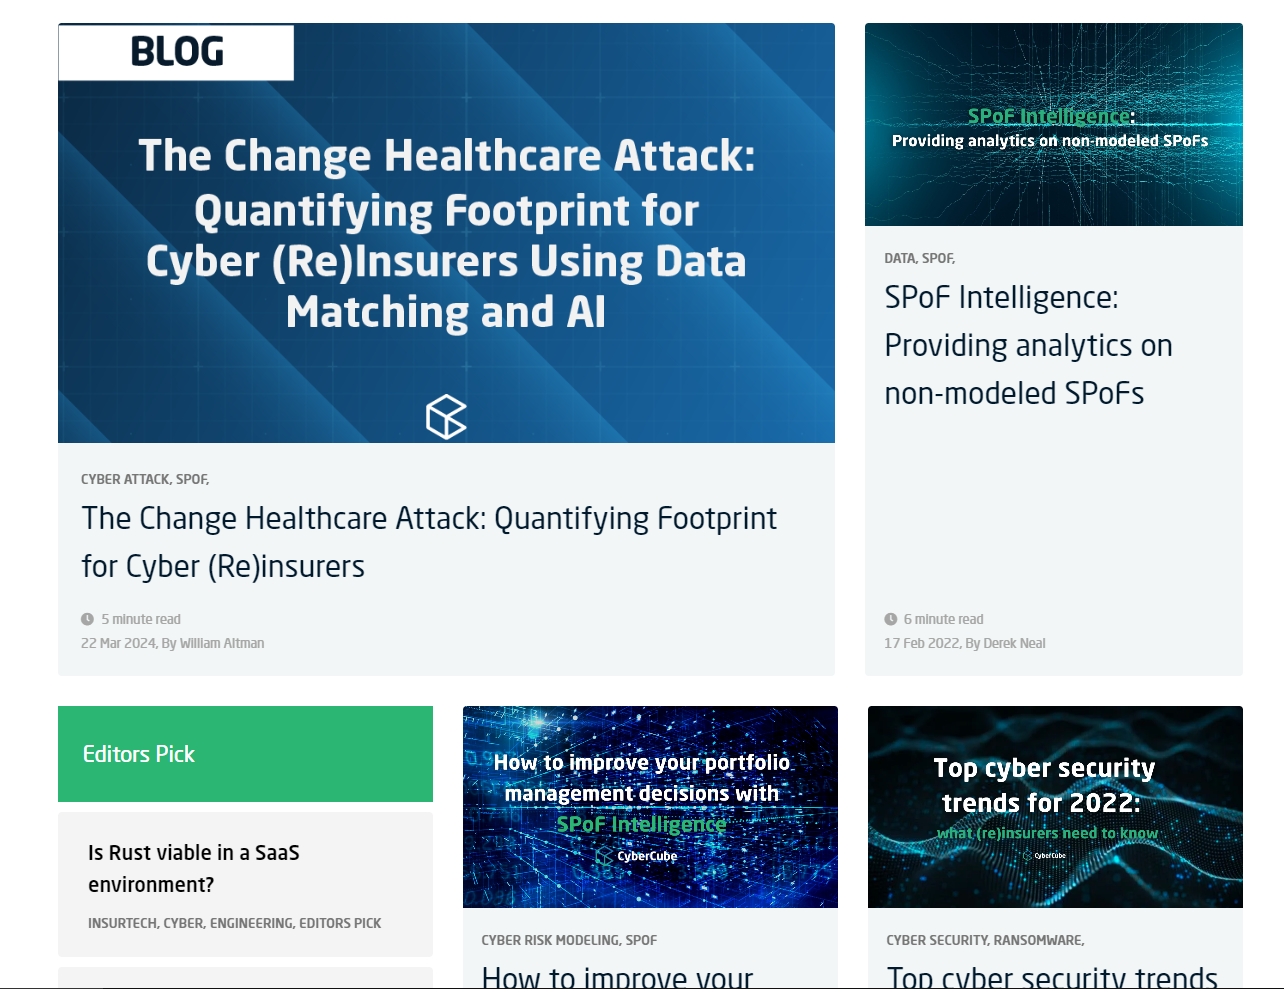 BLOG
The Change Healthcare Attack:
Quantifying Footprint for
Cyber (Re)Insurers Using Data
Matching and AI
CYBER ATTACK, SPOF,
The Change Healthcare Attack: Quantifying Footprint
for Cyber (Re)insurers
5 minute read
22 Mar 2024, By William Altman
SPoF Intelligence:
Providing analytics on non-modeled SPoFs
DATA, SPOF,
SPoF Intelligence:
Providing analytics on
non-modeled SPoFs
6 minute read
17 Feb 2022, By Derek Neal
Editors Pick
Is Rust viable in a SaaS
environment?
INSURTECH, CYBER, ENGINEERING, EDITORS PICK
How to improve your portfolio
management decisions with
SPoF Intelligence
CyberCube
CYBER RISK MODELING, SPOF
How to improve your
Top cyber security
trends for 2022:
what (re)insurers need to know
CyberCube
CYBER SECURITY, RANSOMWARE,
Top cyber security trends